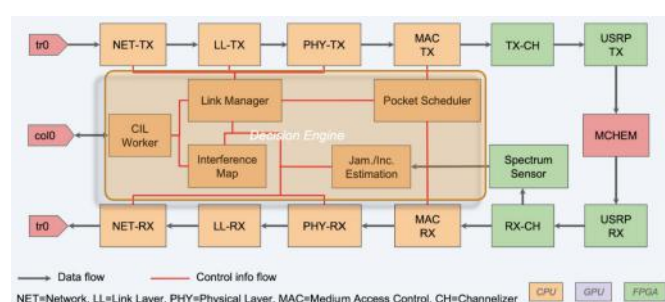 tr0
NET-TX
LL-TX
PHY-TX
MAC
TX
TX-CH
USRP
TX
Link Manager
Pocket Scheduler
col0
CIL
Worker
Decision Engine
MCHEM
Interference
Map
Jam./Inc.
Estimation
Spectrum
Sensor
tr0
NET-RX
LL-RX
PHY-RX
MAC
RX
RX-CH
USRP
RX
Data flow
Control info flow
CPU
GPU
FPGA
NET=Network, LL=Link Layer, PHY=Physical Layer, MAC=Medium Access Control, CH=Channelizer